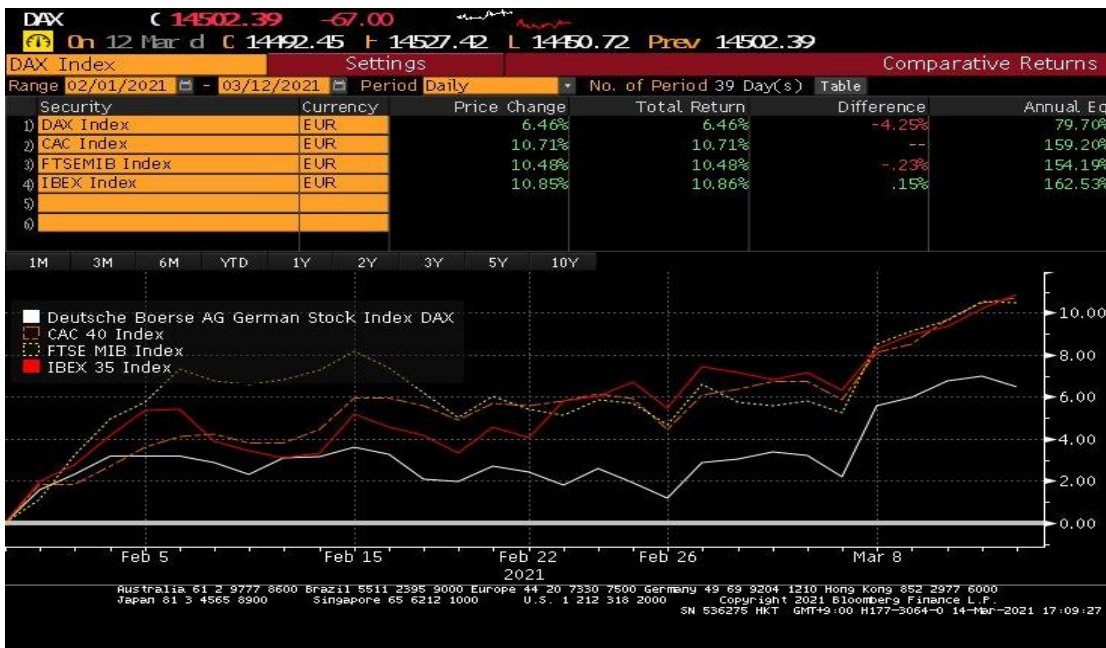 DAX C 14502.39 -67.00
On 12 Mar d C 14492.45 H 14527.42 L 14450.72 Prev 14502.39
DAX Index Settings Comparative Returns
Range 02/01/2021 - 03/12/2021 Period Daily No. of Period 39 Day(s) Table
Security Currency Price Change Total Return Difference Annual Eq
1) DAX Index EUR 6.46% 6.46% -4.25% 79.70%
2) CAC Index EUR 10.71% 10.71% -- 159.20%
3) FTSEMIB Index EUR 10.48% 10.48% -.23% 154.19%
4) IBEX Index EUR 10.85% 10.86% .15% 162.53%
5)
6)
1M 3M 6M YTD 1Y 2Y 3Y 5Y 10Y
Deutsche Boerse AG German Stock Index DAX
CAC 40 Index
FTSE MIB Index
IBEX 35 Index
10.00
8.00
6.00
4.00
2.00
0.00
Feb 5 Feb 15 Feb 22 Feb 26 Mar 8
2021
Australia 61 2 9777 8600 Brazil 5511 2395 9000 Europe 44 20 7330 7500 Germany 49 69 9204 1210 Hong Kong 852 2977 6000
Japan 81 3 4565 8900 Singapore 65 6212 1000 U.S. 1 212 318 2000 Copyright 2021 Bloomberg Finance L.P.
SN 536275 HKT GMT+9:00 H177-3064-0 14-Mar-2021 17:09:27